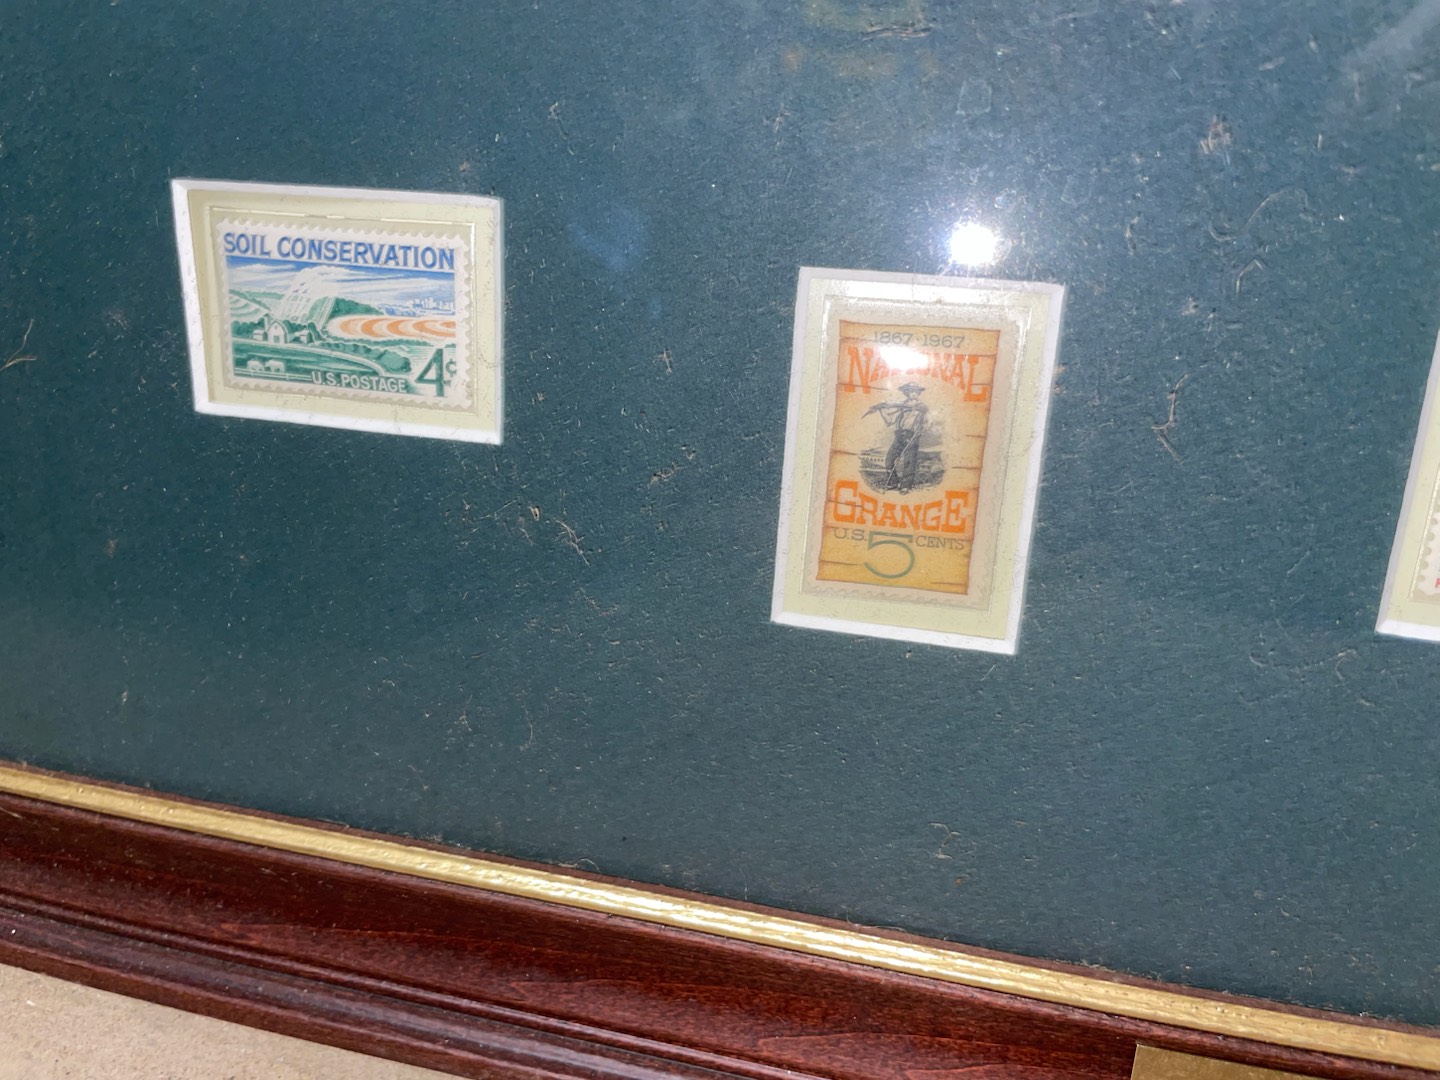 SOIL CONSERVATION
U.S. POSTAGE 4¢
1867·1967
NATIONAL
GRANGE
U.S. 5 CENTS